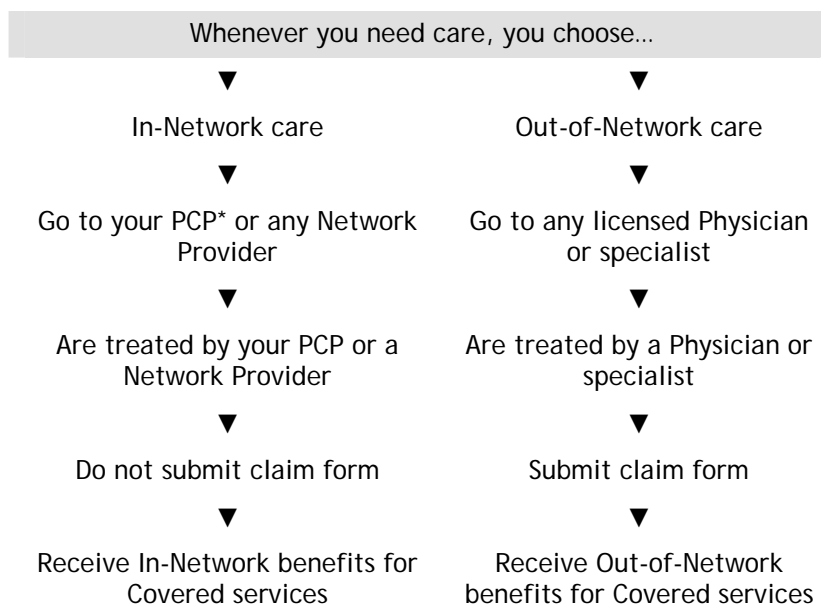 Whenever you need care, you choose...
▼ ▼
In-Network care Out-of-Network care
▼ ▼
Go to your PCP* or any Network Go to any licensed Physician
Provider or specialist
▼ ▼
Are treated by your PCP or a Are treated by a Physician or
Network Provider specialist
▼ ▼
Do not submit claim form Submit claim form
▼ ▼
Receive In-Network benefits for Receive Out-of-Network
Covered services benefits for Covered services